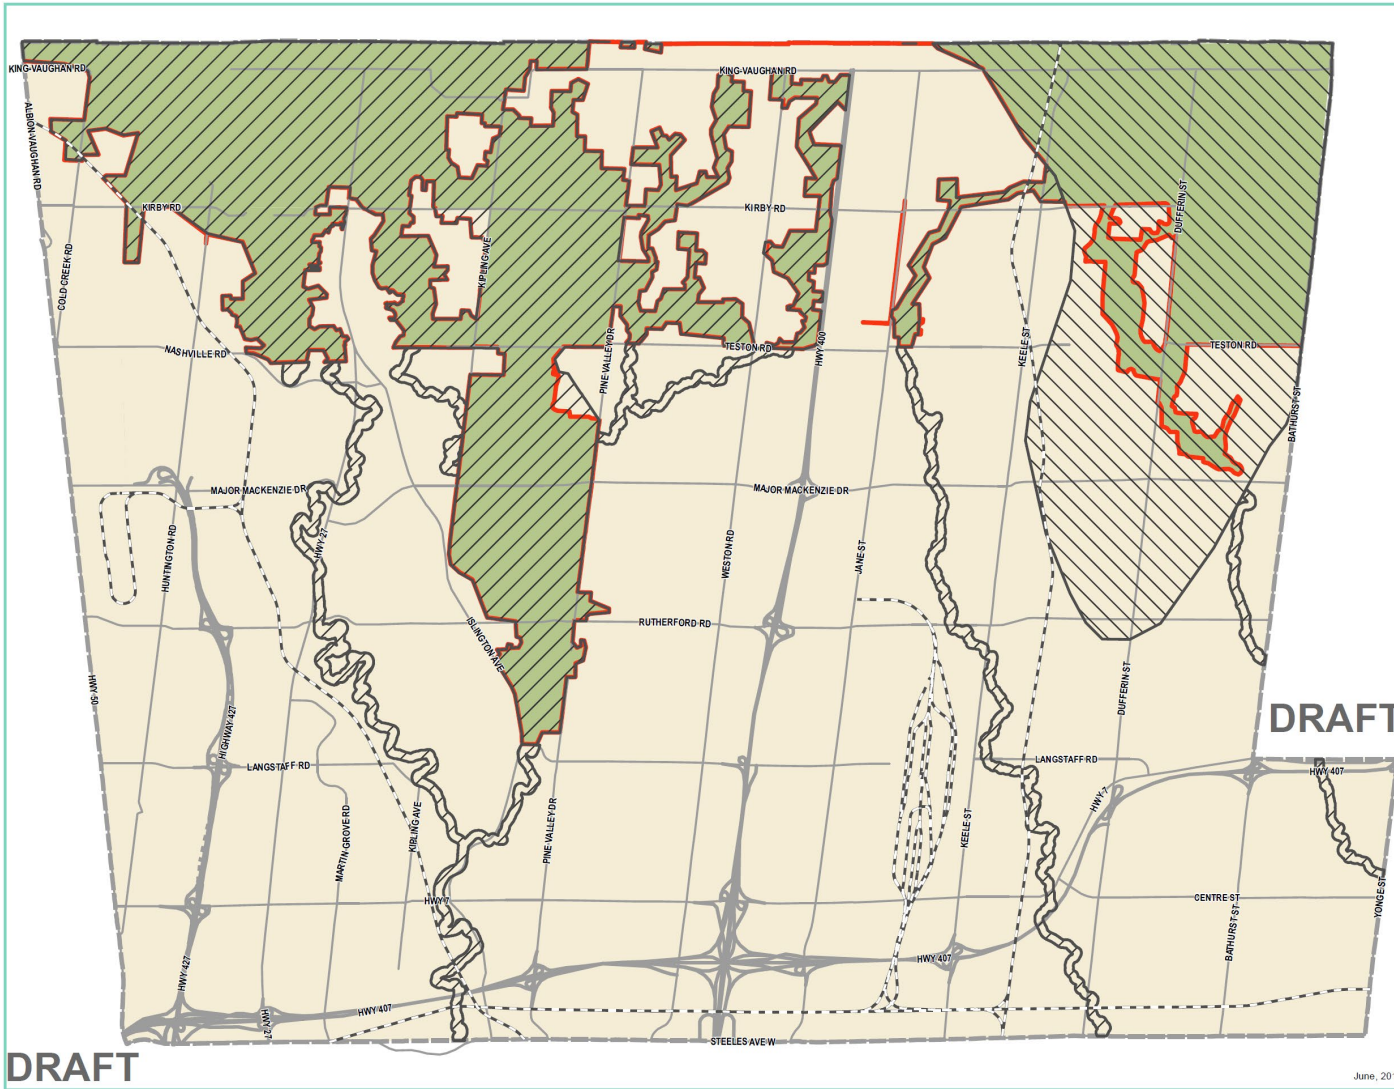 KING-VAUGHAN RD
KING-VAUGHAN RD
ALBION-VAUGHAN RD
KIRBY RD
KIRBY RD
DUFFERIN ST
COLD CREEK RD
KIPLING AVE
NASHVILLE RD
PINE VALLEY DR
TESTON RD
HWY 400
KEELE ST
TESTON RD
BATHURST ST
MAJOR MACKENZIE DR
MAJOR MACKENZIE DR
HUNTINGTON RD
HWY 27
WESTON RD
JANE ST
RUTHERFORD RD
ISLINGTON AVE
HWY 50
DUFFERIN ST
HIGHWAY 427
DRAFT
LANGSTAFF RD
LANGSTAFF RD
HWY 407
HWY 7
MARTIN GROVE RD
KIPLING AVE
PINE VALLEY DR
KEELE ST
HWY 7
CENTRE ST
YONGE ST
BATHURST ST
HWY 427
HWY 407
HWY 407
HWY 27
STEELES AVE W
DRAFT
June, 20